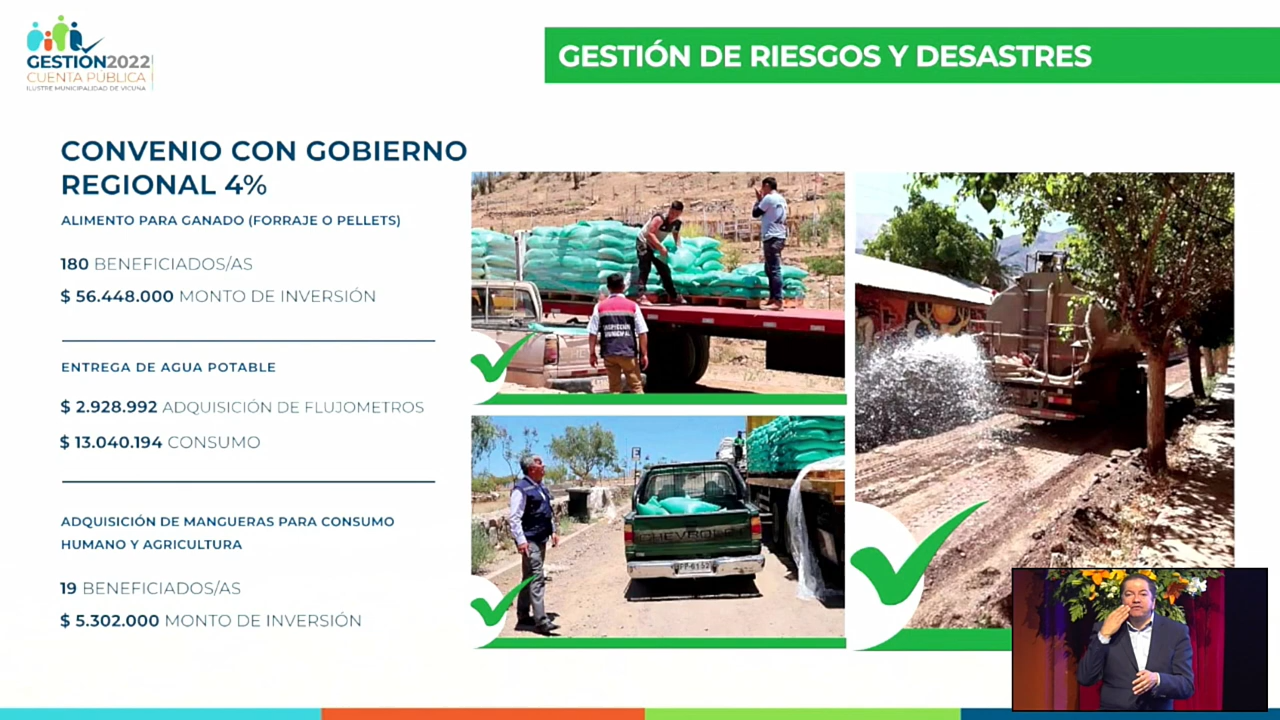 GESTIÓN2022
CUENTA PÚBLICA
ILUSTRE MUNICIPALIDAD DE VICUÑA
GESTIÓN DE RIESGOS Y DESASTRES
CONVENIO CON GOBIERNO
REGIONAL 4%
ALIMENTO PARA GANADO (FORRAJE O PELLETS)
180 BENEFICIADOS/AS
$ 56.448.000 MONTO DE INVERSIÓN
ENTREGA DE AGUA POTABLE
$ 2.928.992 ADQUISICIÓN DE FLUJOMETROS
$ 13.040.194 CONSUMO
ADQUISICIÓN DE MANGUERAS PARA CONSUMO
HUMANO Y AGRICULTURA
19 BENEFICIADOS/AS
$ 5.302.000 MONTO DE INVERSIÓN
INSPECCIÓN
MUNICIPAL
CHEVROLET